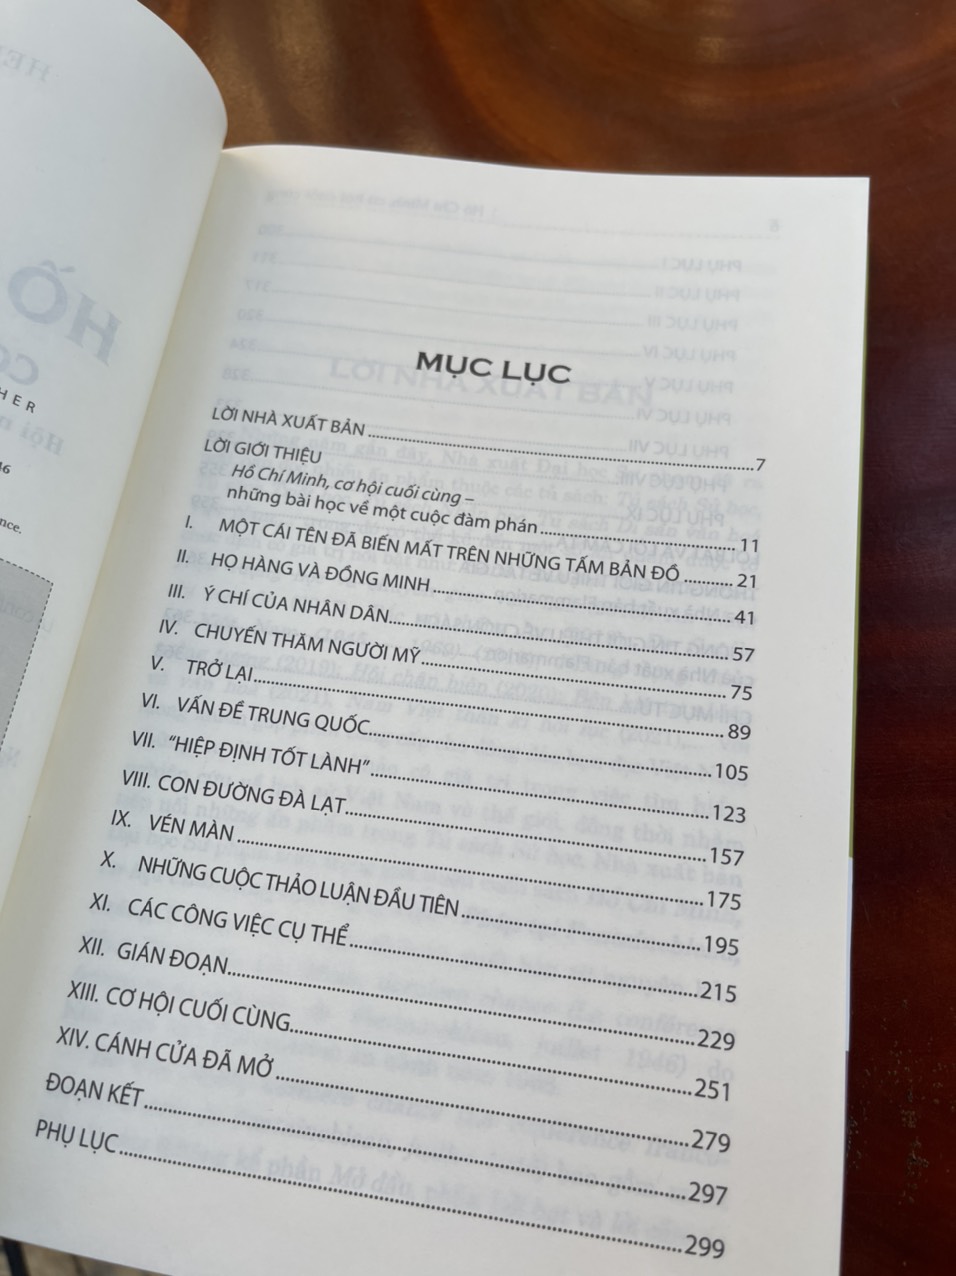 MỤC LỤC
LỜI NHÀ XUẤT BẢN ........ 7
LỜI GIỚI THIỆU
Hồ Chí Minh, cơ hội cuối cùng –
những bài học về một cuộc đàm phán ........ 11
I. MỘT CÁI TÊN ĐÃ BIẾN MẤT TRÊN NHỮNG TẤM BẢN ĐỒ ........ 21
II. HỌ HÀNG VÀ ĐỒNG MINH ........ 41
III. Ý CHÍ CỦA NHÂN DÂN ........ 57
IV. CHUYẾN THĂM NGƯỜI MỸ ........ 75
V. TRỞ LẠI ........ 89
VI. VẤN ĐỀ TRUNG QUỐC ........ 105
VII. “HIỆP ĐỊNH TỐT LÀNH” ........ 123
VIII. CON ĐƯỜNG ĐÀ LẠT ........ 157
IX. VÉN MÀN ........ 175
X. NHỮNG CUỘC THẢO LUẬN ĐẦU TIÊN ........ 195
XI. CÁC CÔNG VIỆC CỤ THỂ ........ 215
XII. GIÁN ĐOẠN ........ 229
XIII. CƠ HỘI CUỐI CÙNG ........ 251
XIV. CÁNH CỬA ĐÃ MỞ ........ 279
ĐOẠN KẾT ........ 297
PHỤ LỤC ........ 299